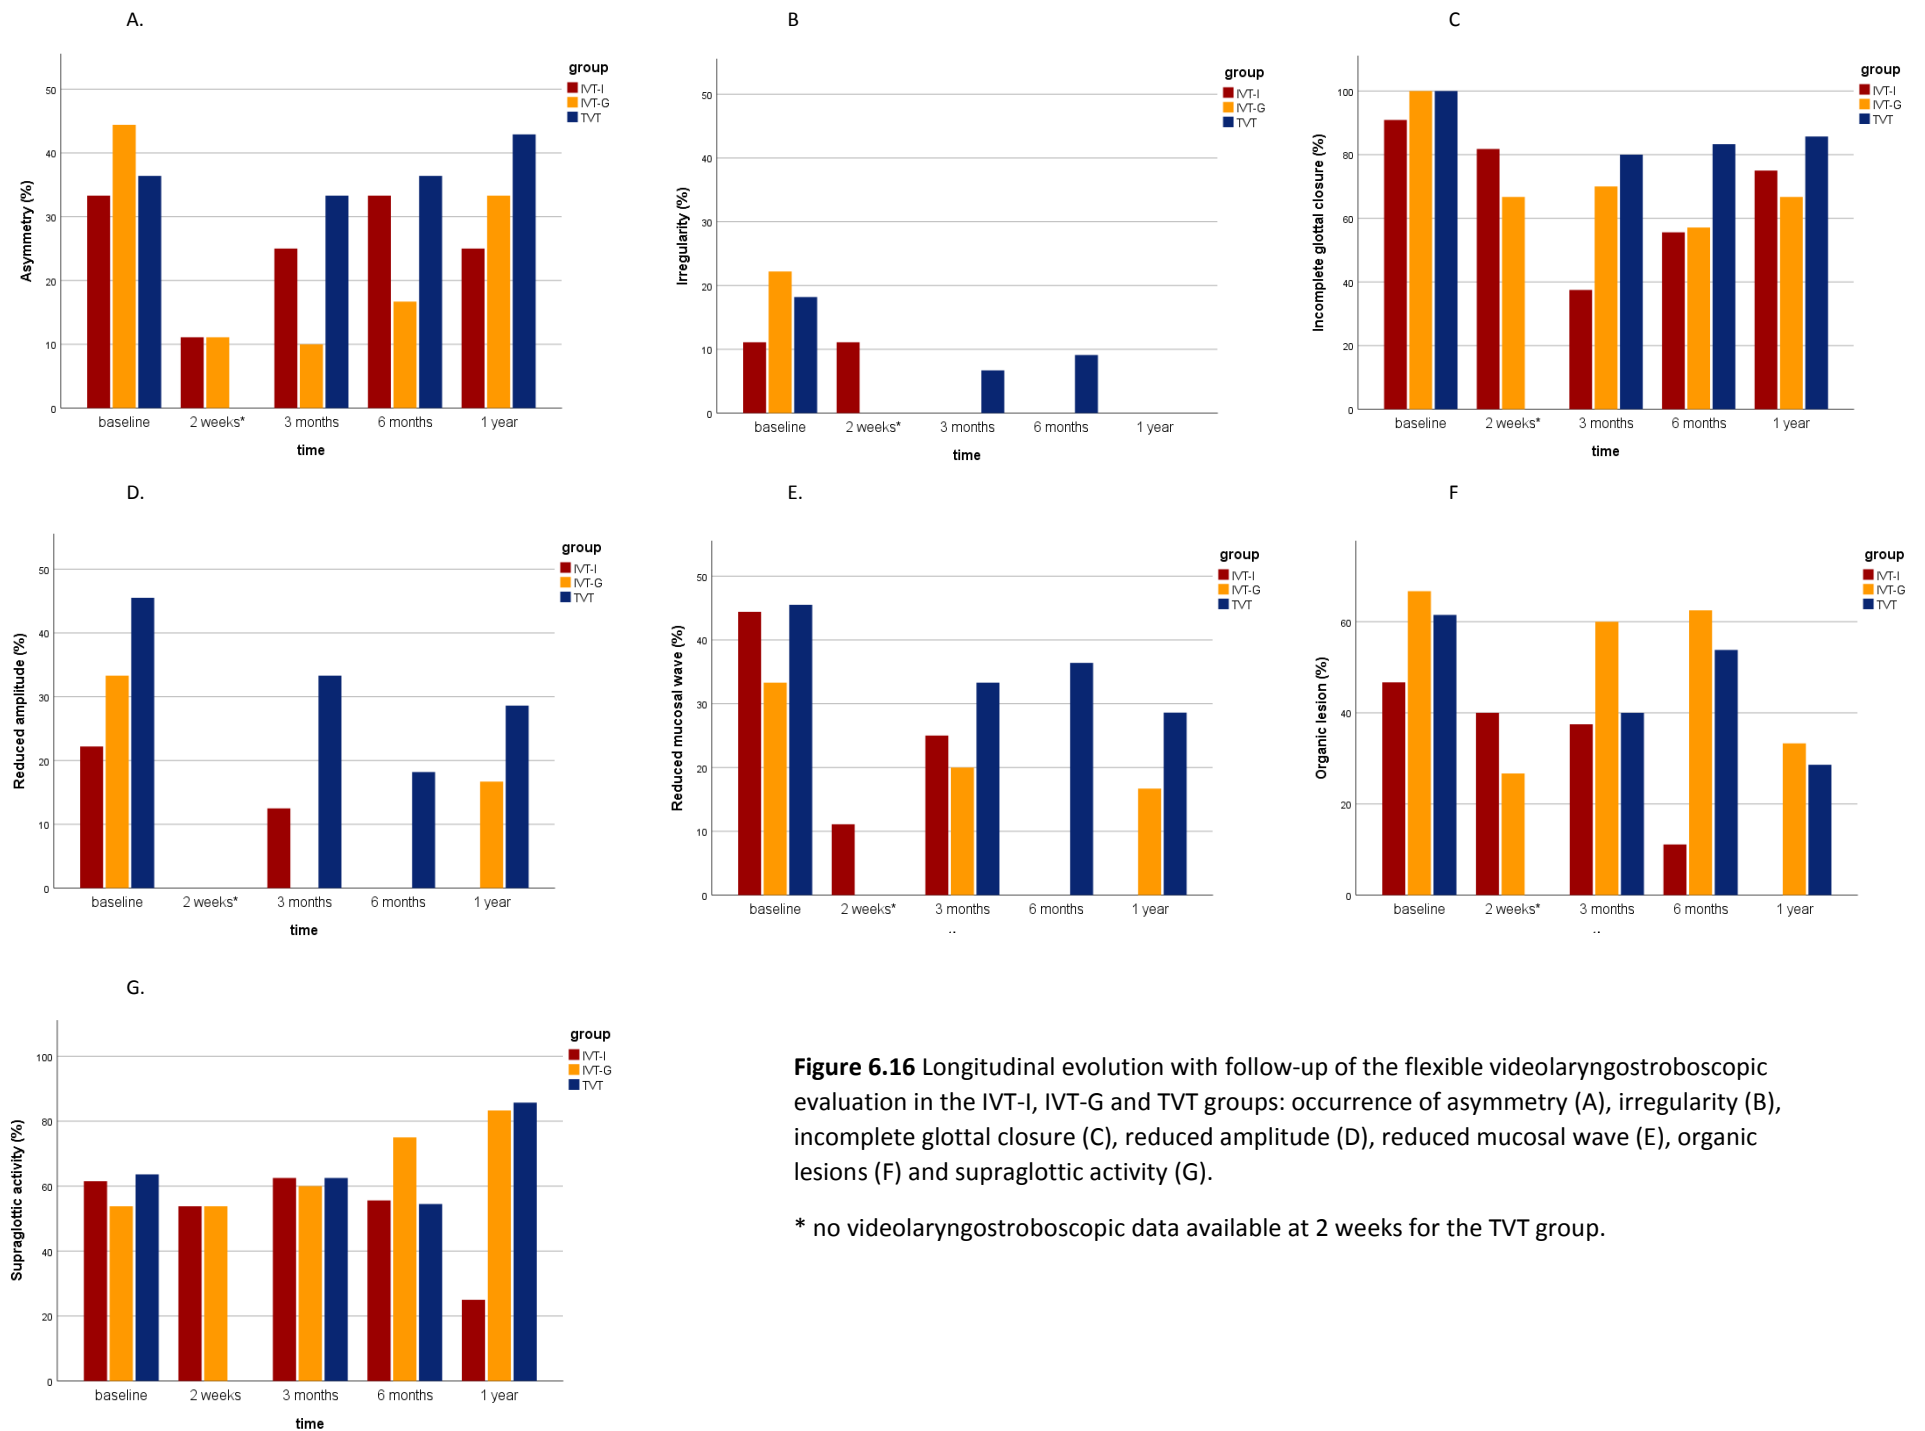 A.
group
IVT-I
IVT-G
TVT
50
40
30
20
10
0
Asymmetry (%)
baseline
2 weeks*
3 months
6 months
1 year
time
B
group
IVT-I
IVT-G
TVT
50
40
30
20
10
0
Irregularity (%)
baseline
2 weeks*
3 months
6 months
1 year
time
C
group
IVT-I
IVT-G
TVT
100
80
60
40
20
0
Incomplete glottal closure (%)
baseline
2 weeks*
3 months
6 months
1 year
time
D.
group
IVT-I
IVT-G
TVT
50
40
30
20
10
0
Reduced amplitude (%)
baseline
2 weeks*
3 months
6 months
1 year
time
E.
group
IVT-I
IVT-G
TVT
50
40
30
20
10
0
Reduced mucosal wave (%)
baseline
2 weeks*
3 months
6 months
1 year
F
group
IVT-I
IVT-G
TVT
60
40
20
0
Organic lesion (%)
baseline
2 weeks*
3 months
6 months
1 year
G.
group
IVT-I
IVT-G
TVT
100
80
60
40
20
0
Supraglottic activity (%)
baseline
2 weeks
3 months
6 months
1 year
time
Figure 6.16 Longitudinal evolution with follow-up of the flexible videolaryngostroboscopic
evaluation in the IVT-I, IVT-G and TVT groups: occurrence of asymmetry (A), irregularity (B),
incomplete glottal closure (C), reduced amplitude (D), reduced mucosal wave (E), organic
lesions (F) and supraglottic activity (G).
* no videolaryngostroboscopic data available at 2 weeks for the TVT group.